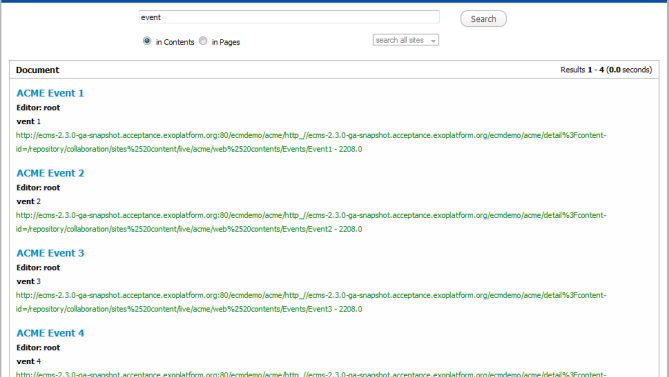 event
Search
in Contents in Pages search all sites
Document Results 1 - 4 (0.0 seconds)
ACME Event 1
Editor: root
vent 1
http://ecms-2.3.0-ga-snapshot.acceptance.exoplatform.org:80/ecmdemo/acme/http_//ecms-2.3.0-ga-snapshot.acceptance.exoplatform.org/ecmdemo/acme/detail%3Fcontent-
id=/repository/collaboration/sites%2520content/live/acme/web%2520contents/Events/Event1 - 2208.0
ACME Event 2
Editor: root
vent 2
http://ecms-2.3.0-ga-snapshot.acceptance.exoplatform.org:80/ecmdemo/acme/http_//ecms-2.3.0-ga-snapshot.acceptance.exoplatform.org/ecmdemo/acme/detail%3Fcontent-
id=/repository/collaboration/sites%2520content/live/acme/web%2520contents/Events/Event2 - 2208.0
ACME Event 3
Editor: root
vent 3
http://ecms-2.3.0-ga-snapshot.acceptance.exoplatform.org:80/ecmdemo/acme/http_//ecms-2.3.0-ga-snapshot.acceptance.exoplatform.org/ecmdemo/acme/detail%3Fcontent-
id=/repository/collaboration/sites%2520content/live/acme/web%2520contents/Events/Event3 - 2208.0
ACME Event 4
Editor: root
vent 4
http://ecms-2.3.0-ga-snapshot.acceptance.exoplatform.org:80/ecmdemo/acme/http_//ecms-2.3.0-ga-snapshot.acceptance.exoplatform.org/ecmdemo/acme/detail%3Fcontent-